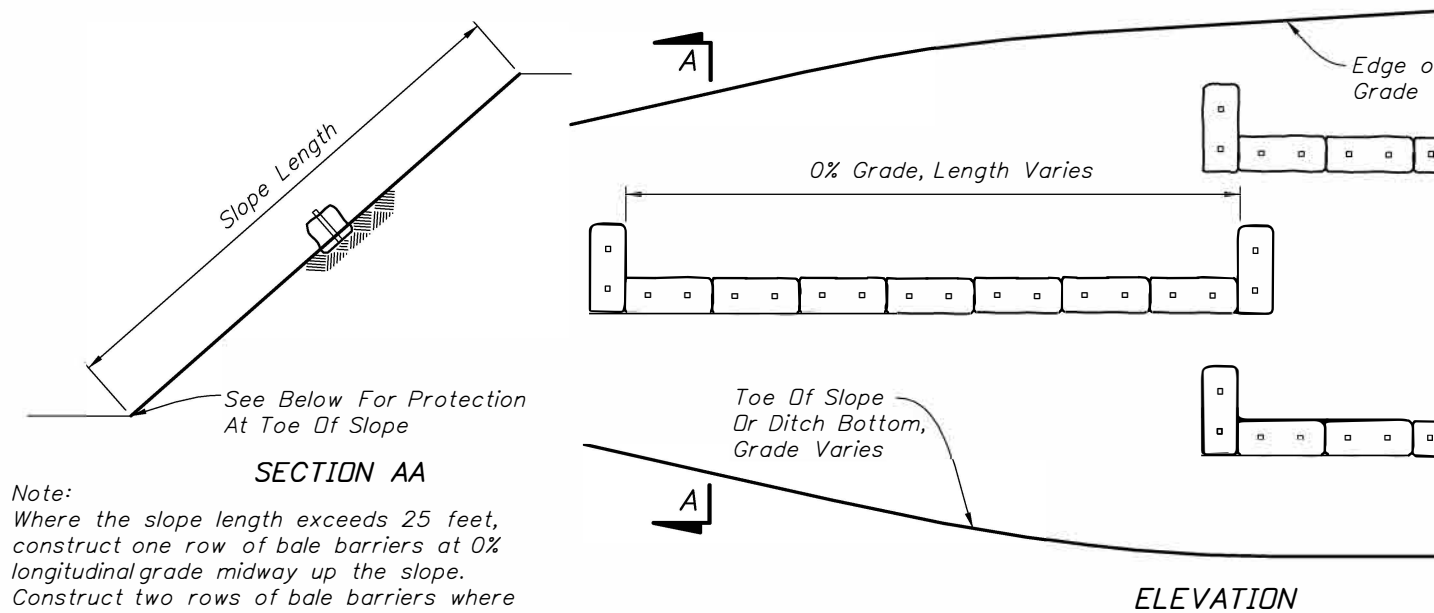 Slope Length
See Below For Protection
At Toe Of Slope
SECTION AA
Note:
Where the slope length exceeds 25 feet,
construct one row of bale barriers at 0%
longitudinal grade midway up the slope.
Construct two rows of bale barriers where
A
Edge o
Grade
0% Grade, Length Varies
Toe Of Slope
Or Ditch Bottom,
Grade Varies
A
ELEVATION